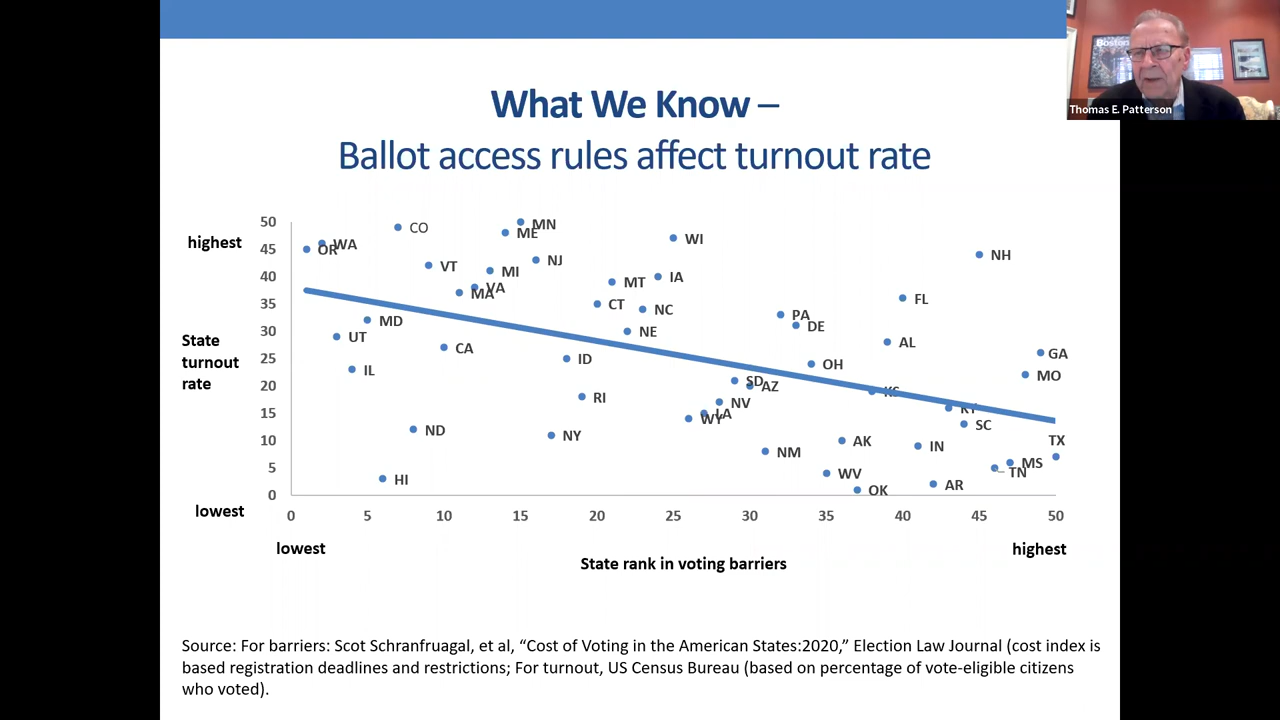 Boston
Thomas E. Patterson
What We Know –
Ballot access rules affect turnout rate
highest
State
turnout
rate
lowest
50
45
40
35
30
25
20
15
10
5
0
OR
WA
CO
MN
ME
WI
NH
VT
MI
NJ
VA
MA
MT
IA
FL
CT
NC
MD
UT
NE
PA
DE
CA
AL
IL
ID
OH
GA
MO
SD
AZ
KS
RI
NV
LA
WY
KY
SC
ND
NY
TX
NM
AK
IN
HI
WV
OK
AR
MS
TN
0 5 10 15 20 25 30 35 40 45 50
lowest
highest
State rank in voting barriers
Source: For barriers: Scot Schranfruagal, et al, “Cost of Voting in the American States:2020,” Election Law Journal (cost index is
based registration deadlines and restrictions; For turnout, US Census Bureau (based on percentage of vote-eligible citizens
who voted).